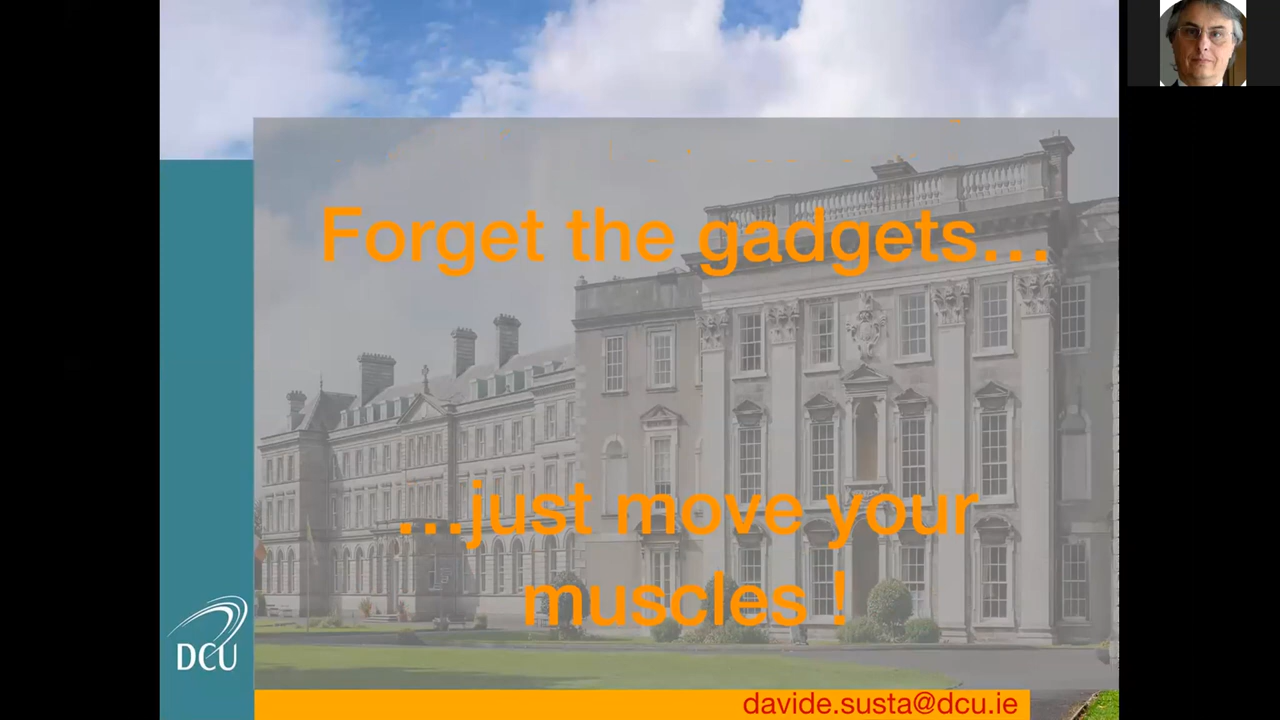 Forget the gadgets...
...just move your
muscles !
DCU
davide.susta@dcu.ie